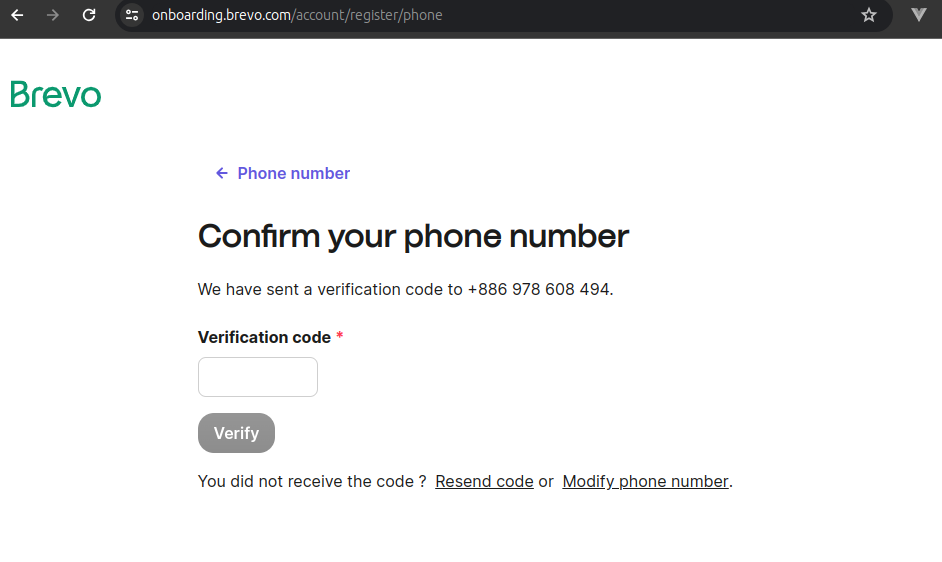 onboarding.brevo.com/account/register/phone
Brevo
← Phone number
Confirm your phone number
We have sent a verification code to +886 978 608 494.
Verification code *
Verify
You did not receive the code ? Resend code or Modify phone number.